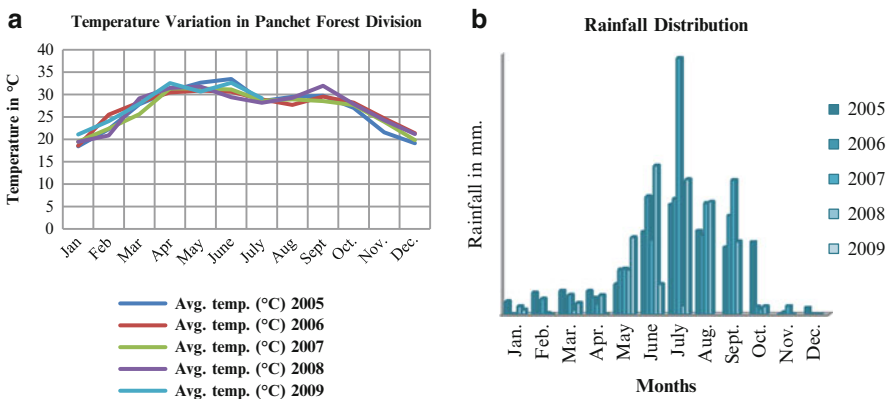 a
Temperature Variation in Panchet Forest Division
Temperature in °C
40
35
30
25
20
15
10
5
0
Jan
Feb
Mar
Apr
May
June
July
Aug
Sept
Oct.
Nov.
Dec.
Avg. temp. (°C) 2005
Avg. temp. (°C) 2006
Avg. temp. (°C) 2007
Avg. temp. (°C) 2008
Avg. temp. (°C) 2009
b
Rainfall Distribution
Rainfall in mm.
Jan.
Feb.
Mar.
Apr.
May
June
July
Aug.
Sept.
Oct.
Nov.
Dec.
Months
2005
2006
2007
2008
2009